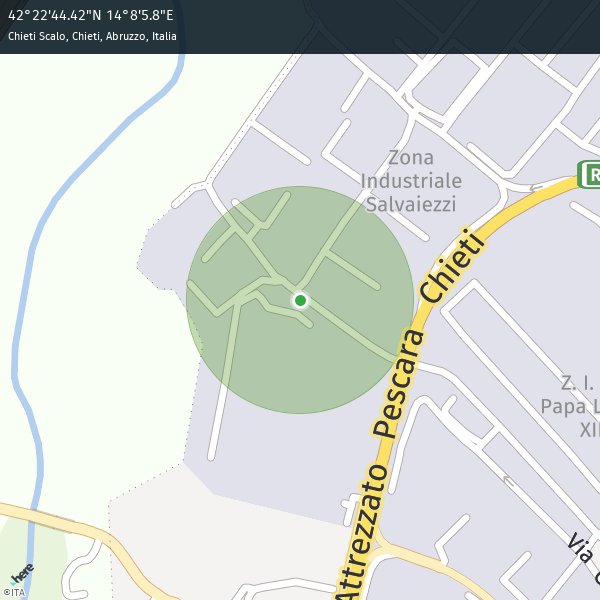 42°22'44.42"N 14°8'5.8"E
Chieti Scalo, Chieti, Abruzzo, Italia
Zona
Industriale
Salvaiezzi
R
Attrezzato Pescara Chieti
Z. I.
Papa
XII
Via
here
©ITA